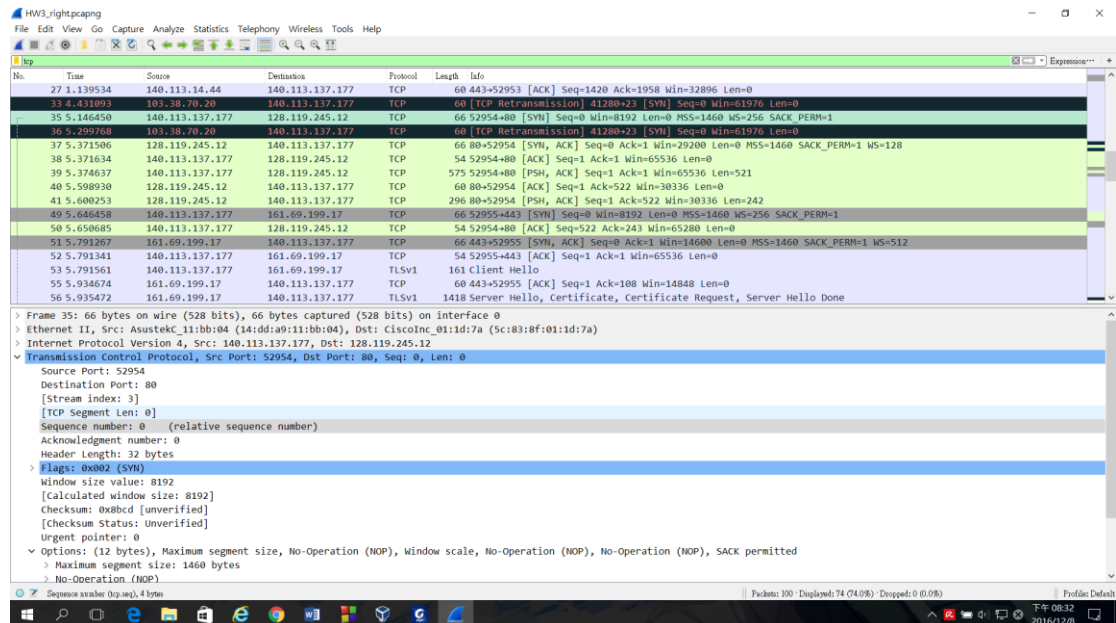 HW3_right.pcapng
File Edit View Go Capture Analyze Statistics Telephony Wireless Tools Help
tcp Expression… +
No. Time Source Destination Protocol Length Info
27 1.139534 140.113.14.44 140.113.137.177 TCP 60 443→52953 [ACK] Seq=1420 Ack=1958 Win=32896 Len=0
33 4.431093 103.38.70.20 140.113.137.177 TCP 60 [TCP Retransmission] 41280→23 [SYN] Seq=0 Win=61976 Len=0
35 5.146450 140.113.137.177 128.119.245.12 TCP 66 52954→80 [SYN] Seq=0 Win=8192 Len=0 MSS=1460 WS=256 SACK_PERM=1
36 5.299768 103.38.70.20 140.113.137.177 TCP 60 [TCP Retransmission] 41280→23 [SYN] Seq=0 Win=61976 Len=0
37 5.371506 128.119.245.12 140.113.137.177 TCP 66 80→52954 [SYN, ACK] Seq=0 Ack=1 Win=29200 Len=0 MSS=1460 SACK_PERM=1 WS=128
38 5.371634 140.113.137.177 128.119.245.12 TCP 54 52954→80 [ACK] Seq=1 Ack=1 Win=65536 Len=0
39 5.374637 140.113.137.177 128.119.245.12 TCP 575 52954→80 [PSH, ACK] Seq=1 Ack=1 Win=65536 Len=521
40 5.598930 128.119.245.12 140.113.137.177 TCP 60 80→52954 [ACK] Seq=1 Ack=522 Win=30336 Len=0
41 5.600253 128.119.245.12 140.113.137.177 TCP 296 80→52954 [PSH, ACK] Seq=1 Ack=522 Win=30336 Len=242
49 5.646458 140.113.137.177 161.69.199.17 TCP 66 52955→443 [SYN] Seq=0 Win=8192 Len=0 MSS=1460 WS=256 SACK_PERM=1
50 5.650685 140.113.137.177 128.119.245.12 TCP 54 52954→80 [ACK] Seq=522 Ack=243 Win=65280 Len=0
51 5.791267 161.69.199.17 140.113.137.177 TCP 66 443→52955 [SYN, ACK] Seq=0 Ack=1 Win=14600 Len=0 MSS=1460 SACK_PERM=1 WS=512
52 5.791341 140.113.137.177 161.69.199.17 TCP 54 52955→443 [ACK] Seq=1 Ack=1 Win=65536 Len=0
53 5.791561 140.113.137.177 161.69.199.17 TLSv1 161 Client Hello
55 5.934674 161.69.199.17 140.113.137.177 TCP 60 443→52955 [ACK] Seq=1 Ack=108 Win=14848 Len=0
56 5.935472 161.69.199.17 140.113.137.177 TLSv1 1418 Server Hello, Certificate, Certificate Request, Server Hello Done
> Frame 35: 66 bytes on wire (528 bits), 66 bytes captured (528 bits) on interface 0
> Ethernet II, Src: AsustekC_11:bb:04 (14:dd:a9:11:bb:04), Dst: CiscoInc_01:1d:7a (5c:83:8f:01:1d:7a)
> Internet Protocol Version 4, Src: 140.113.137.177, Dst: 128.119.245.12
Transmission Control Protocol, Src Port: 52954, Dst Port: 80, Seq: 0, Len: 0
Source Port: 52954
Destination Port: 80
[Stream index: 3]
[TCP Segment Len: 0]
Sequence number: 0 (relative sequence number)
Acknowledgment number: 0
Header Length: 32 bytes
> Flags: 0x002 (SYN)
Window size value: 8192
[Calculated window size: 8192]
Checksum: 0x8bcd [unverified]
[Checksum Status: Unverified]
Urgent pointer: 0
Options: (12 bytes), Maximum segment size, No-Operation (NOP), Window scale, No-Operation (NOP), No-Operation (NOP), SACK permitted
> Maximum segment size: 1460 bytes
> No-Operation (NOP)
Sequence number (tcp.seq), 4 bytes Packets: 100 · Displayed: 74 (74.0%) · Dropped: 0 (0.0%) Profile: Default
下午 08:32
2016/12/8